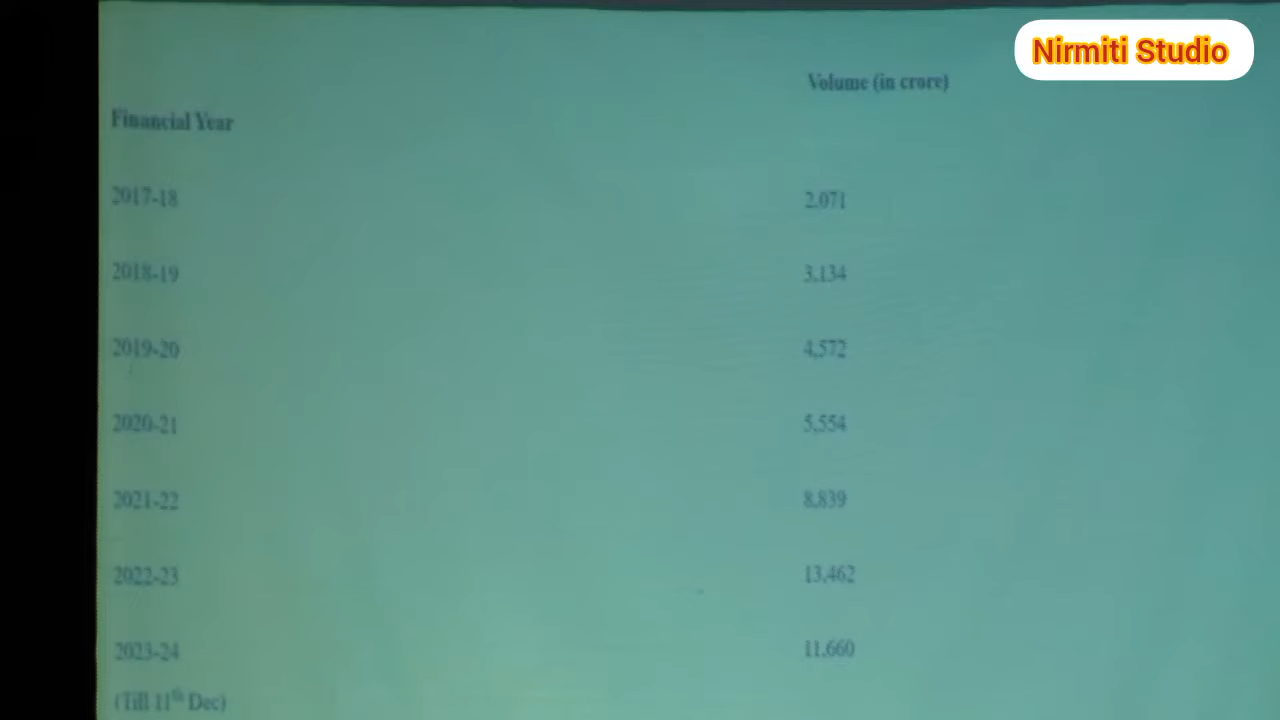 Nirmiti Studio
Volume (in crore)
Financial Year
2017-18 2,071
2018-19 3,134
2019-20 4,572
2020-21 5,554
2021-22 8,839
2022-23 13,462
2023-24 11,660
(Till 11th Dec)